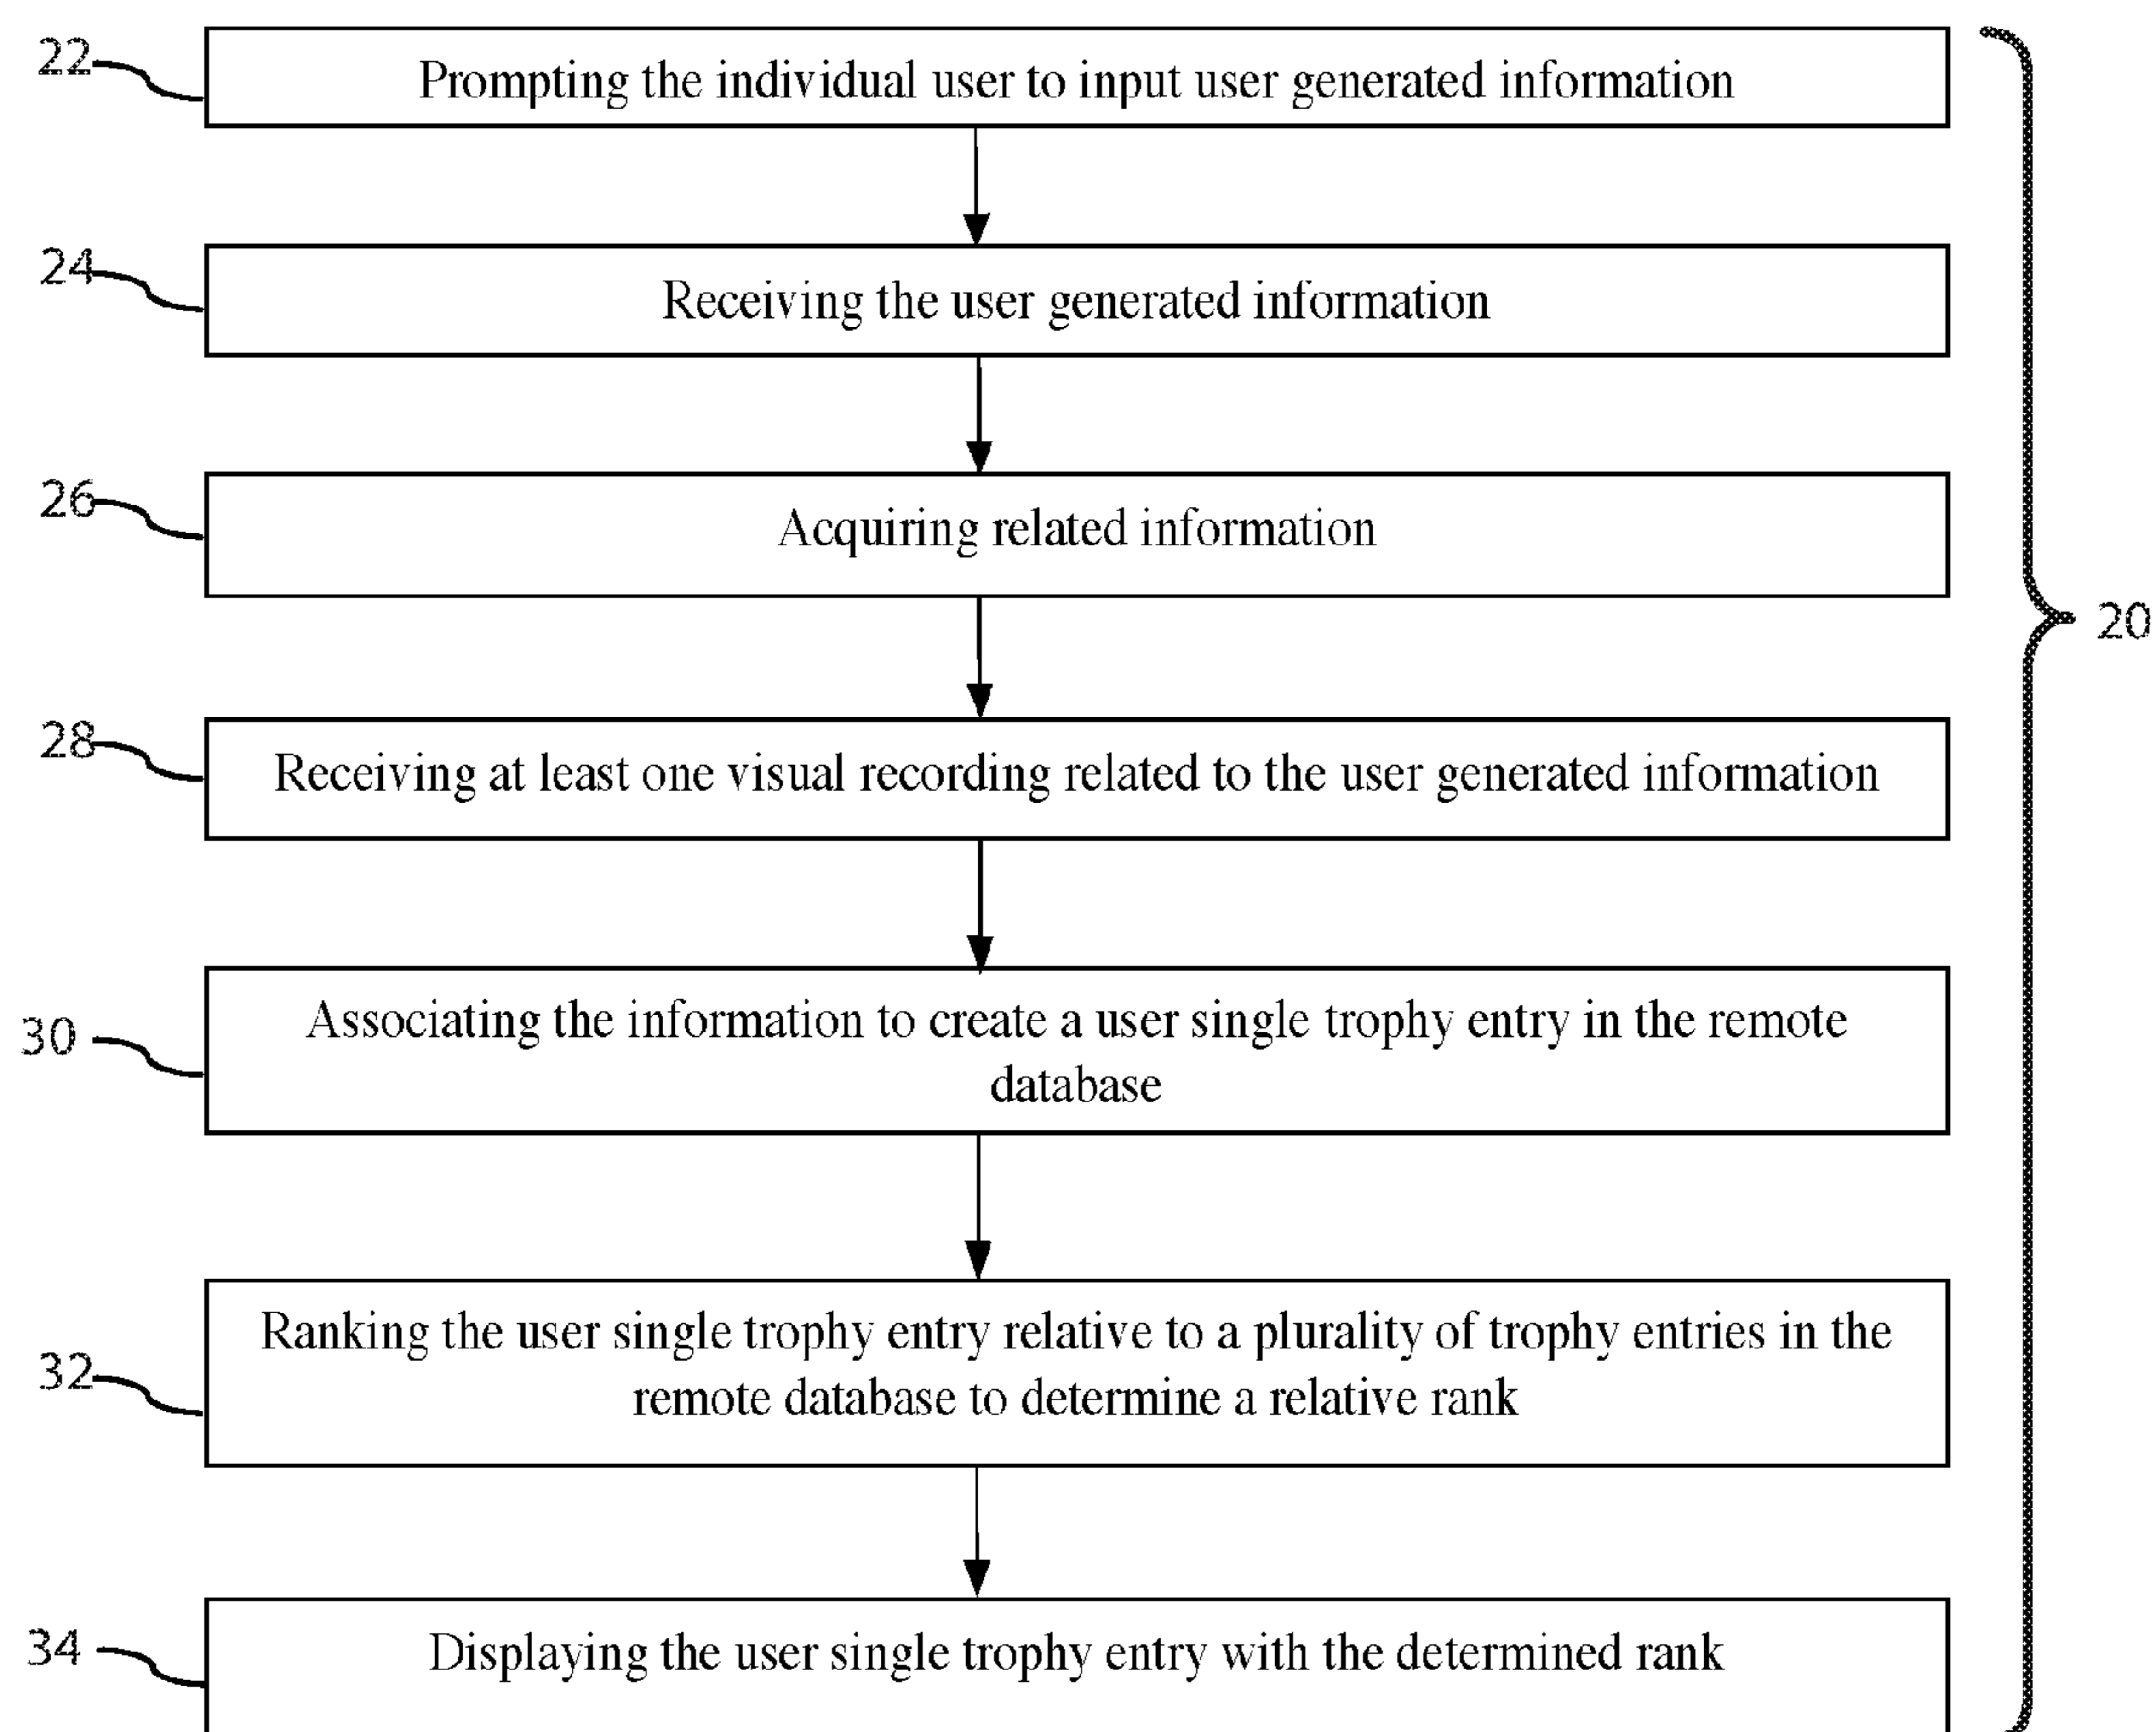 22
Prompting the individual user to input user generated information
24
Receiving the user generated information
26
Acquiring related information
20
28
Receiving at least one visual recording related to the user generated information
30
Associating the information to create a user single trophy entry in the remote
database
32
Ranking the user single trophy entry relative to a plurality of trophy entries in the
remote database to determine a relative rank
34
Displaying the user single trophy entry with the determined rank